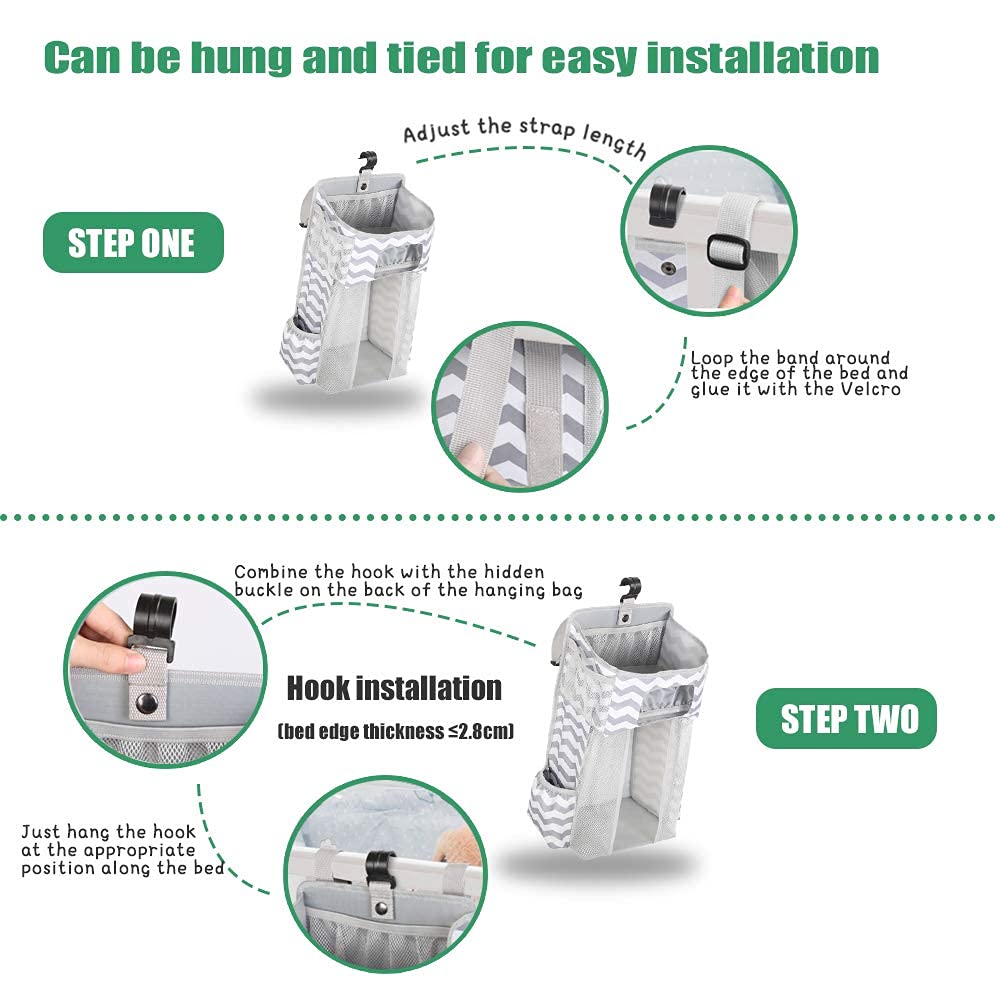 Can be hung and tied for easy installation
Adjust the strap length
STEP ONE
Loop the band around
the edge of the bed and
glue it with the Velcro
Combine the hook with the hidden
buckle on the back of the hanging bag
Hook installation
(bed edge thickness ≤2.8cm)
STEP TWO
Just hang the hook
at the appropriate
position along the bed